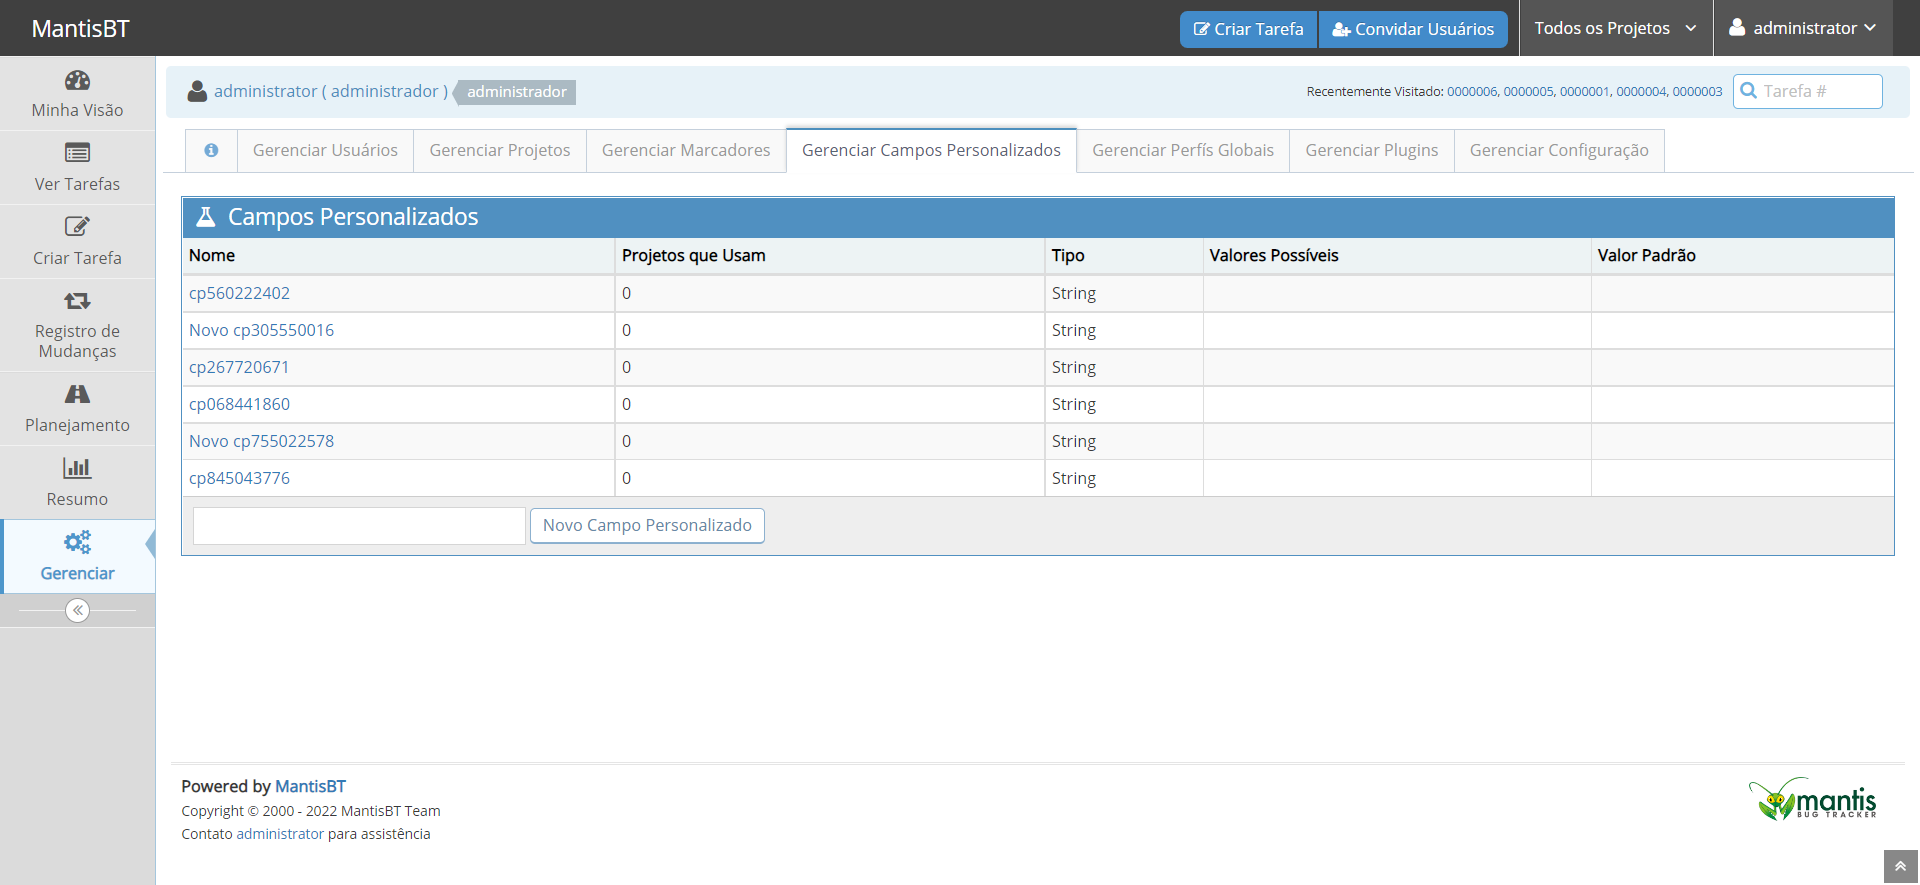 MantisBT
Criar Tarefa
Convidar Usuários
Todos os Projetos
administrator
Minha Visão
Ver Tarefas
Criar Tarefa
Registro de
Mudanças
Planejamento
Resumo
Gerenciar
administrator ( administrador ) administrador
Recentemente Visitado: 0000006, 0000005, 0000001, 0000004, 0000003
Tarefa #
Gerenciar Usuários
Gerenciar Projetos
Gerenciar Marcadores
Gerenciar Campos Personalizados
Gerenciar Perfís Globais
Gerenciar Plugins
Gerenciar Configuração
Campos Personalizados
Nome Projetos que Usam Tipo Valores Possíveis Valor Padrão
cp560222402 0 String
Novo cp305550016 0 String
cp267720671 0 String
cp068441860 0 String
Novo cp755022578 0 String
cp845043776 0 String
Novo Campo Personalizado
Powered by MantisBT
Copyright © 2000 - 2022 MantisBT Team
Contato administrator para assistência
mantis
BUG TRACKER